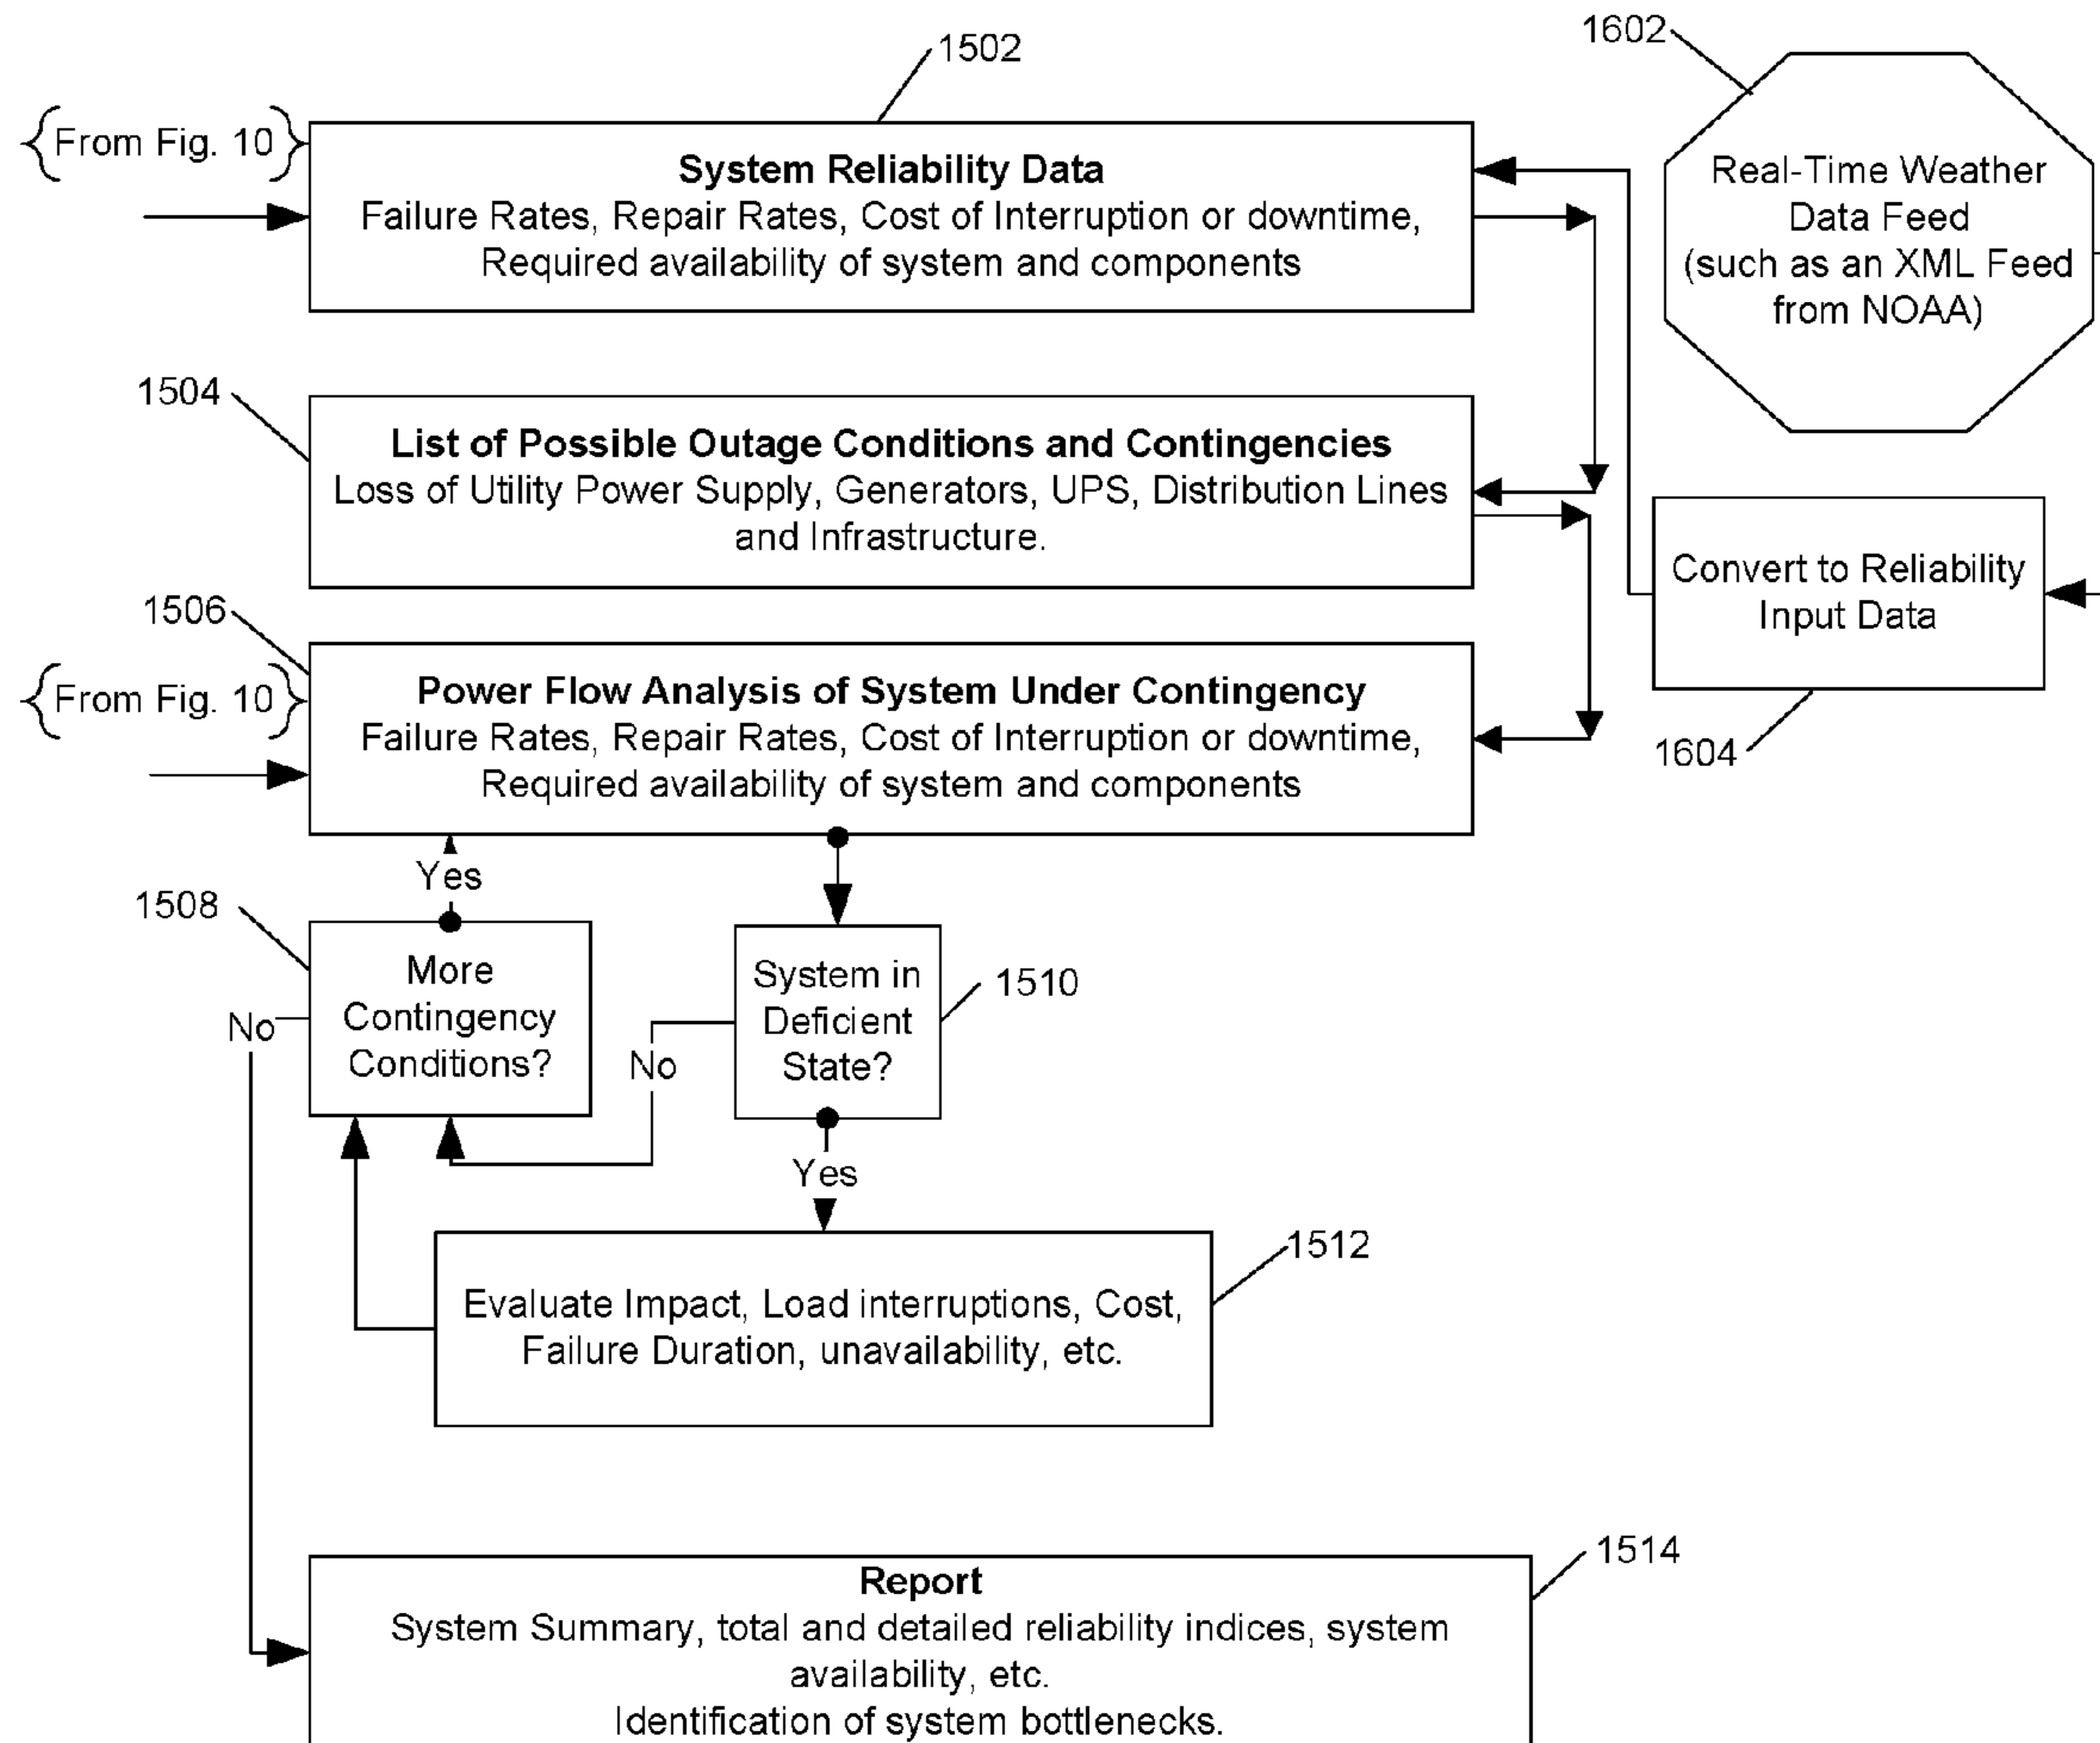 1502
1602
From Fig. 10
System Reliability Data
Failure Rates, Repair Rates, Cost of Interruption or downtime,
Required availability of system and components
Real-Time Weather
Data Feed
(such as an XML Feed
from NOAA)
1504
List of Possible Outage Conditions and Contingencies
Loss of Utility Power Supply, Generators, UPS, Distribution Lines
and Infrastructure.
Convert to Reliability
Input Data
1604
1506
From Fig. 10
Power Flow Analysis of System Under Contingency
Failure Rates, Repair Rates, Cost of Interruption or downtime,
Required availability of system and components
Yes
1508
More
Contingency
Conditions?
No
No
System in
Deficient
State?
1510
Yes
1512
Evaluate Impact, Load interruptions, Cost,
Failure Duration, unavailability, etc.
1514
Report
System Summary, total and detailed reliability indices, system
availability, etc.
Identification of system bottlenecks.